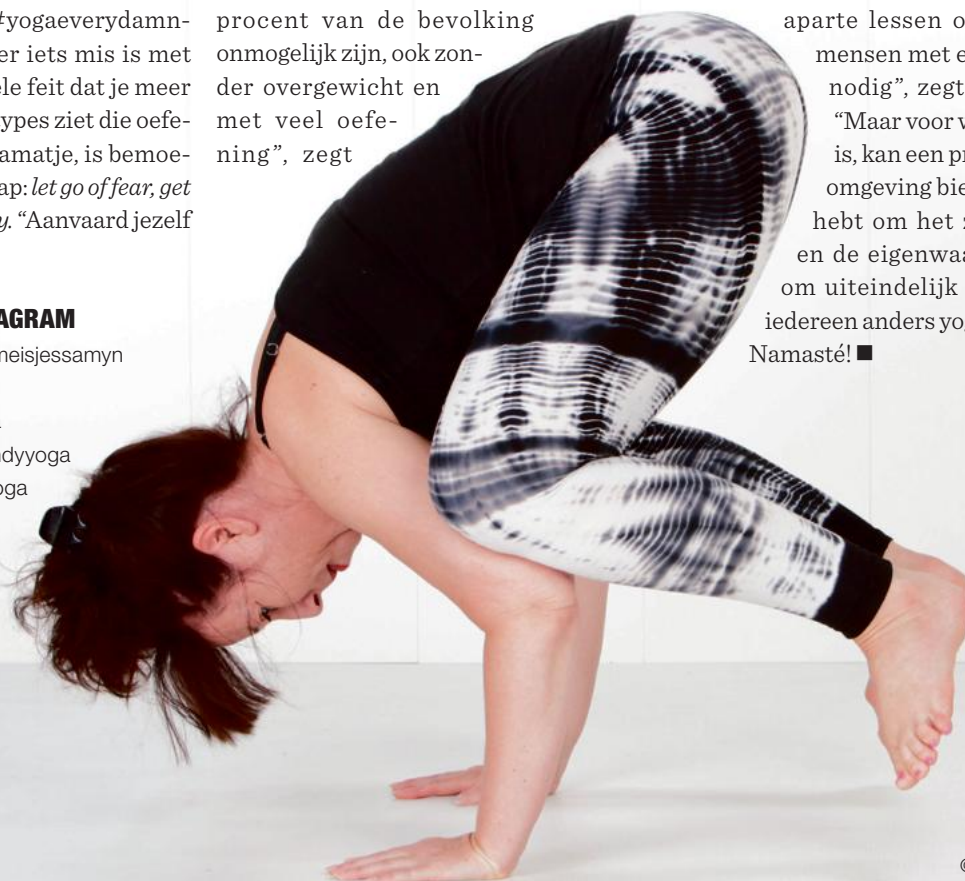 #yogaeverydamn-
er iets mis is met
ele feit dat je meer
types ziet die oefe-
amatje, is bemoe-
ap: let go of fear, get
y. “Aanvaard jezelf
AGRAM
meisjessamyn
dyyoga
oga
procent van de bevolking
onmogelijk zijn, ook zon-
der overgewicht en
met veel oefe-
ning”, zegt
aparte lessen o
mensen met e
nodig”, zegt
“Maar voor v
is, kan een pr
omgeving bie
hebt om het
en de eigenwaa
om uiteindelijk
iedereen anders yo
Namasté! ■
©